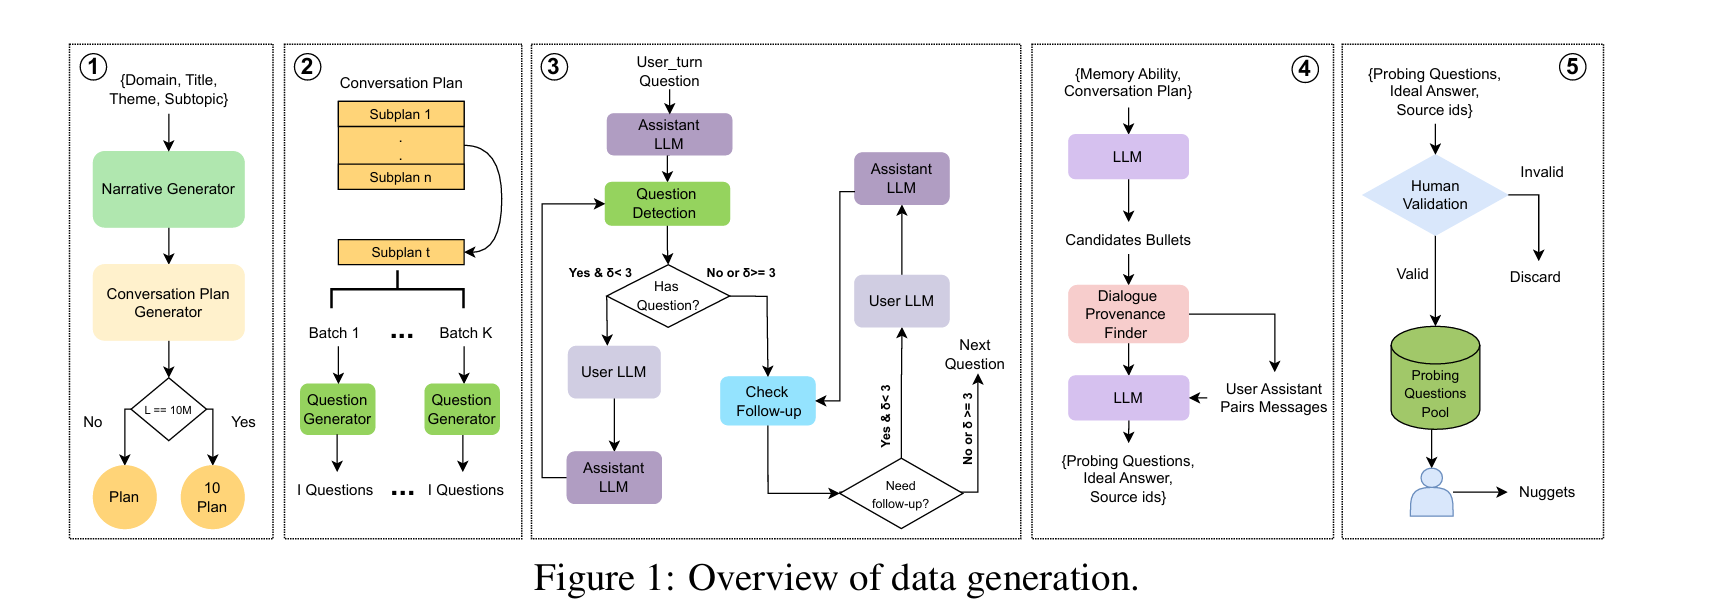 1
{Domain, Title,
Theme, Subtopic}
Narrative Generator
Conversation Plan
Generator
L == 10M
No
Yes
Plan
10
Plan
2
Conversation Plan
Subplan 1
.
.
Subplan n
Subplan t
Batch 1
...
Batch K
Question
Generator
Question
Generator
I Questions
...
I Questions
3
User_turn
Question
Assistant
LLM
Question
Detection
Yes & δ< 3
No or δ>= 3
Has
Question?
User LLM
Assistant
LLM
Check
Follow-up
Assistant
LLM
User LLM
Yes & δ< 3
No or δ >= 3
Next
Question
Need
follow-up?
4
{Memory Ability,
Conversation Plan}
LLM
Candidates Bullets
Dialogue
Provenance
Finder
LLM
User Assistant
Pairs Messages
{Probing Questions,
Ideal Answer,
Source ids}
5
{Probing Questions,
Ideal Answer,
Source ids}
Human
Validation
Invalid
Discard
Valid
Probing
Questions
Pool
Nuggets
Figure 1: Overview of data generation.